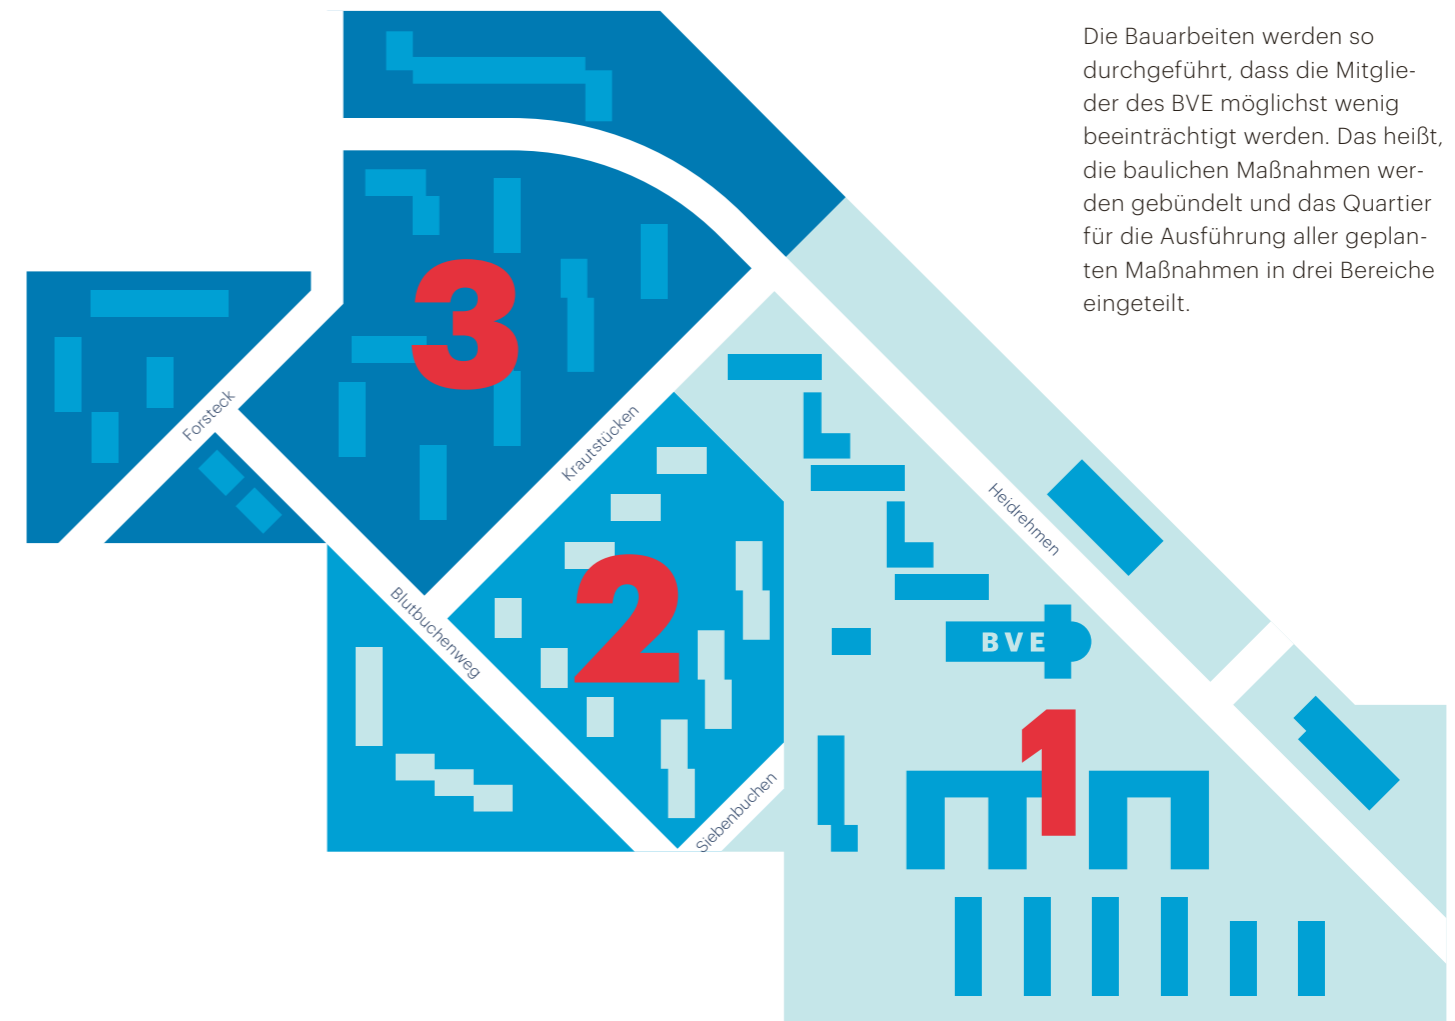 Die Bauarbeiten werden so
durchgeführt, dass die Mitglie-
der des BVE möglichst wenig
beeinträchtigt werden. Das heißt,
die baulichen Maßnahmen wer-
den gebündelt und das Quartier
für die Ausführung aller geplan-
ten Maßnahmen in drei Bereiche
eingeteilt.
3
Forsteck
Krautstücken
Heidrehmen
2
Blutbuchenweg
BVE
1
Siebenbuchen